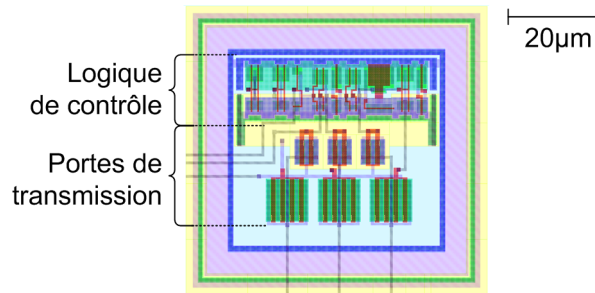 20µm
Logique
de contrôle
Portes de
transmission